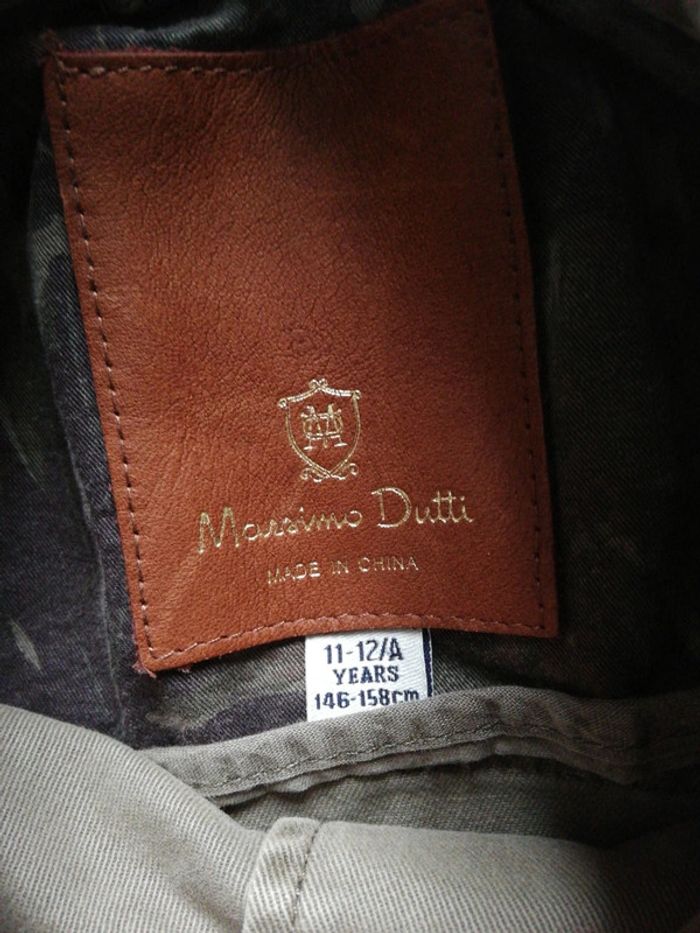 Massimo Dutti
MADE IN CHINA
11-12/A
YEARS
146-158cm